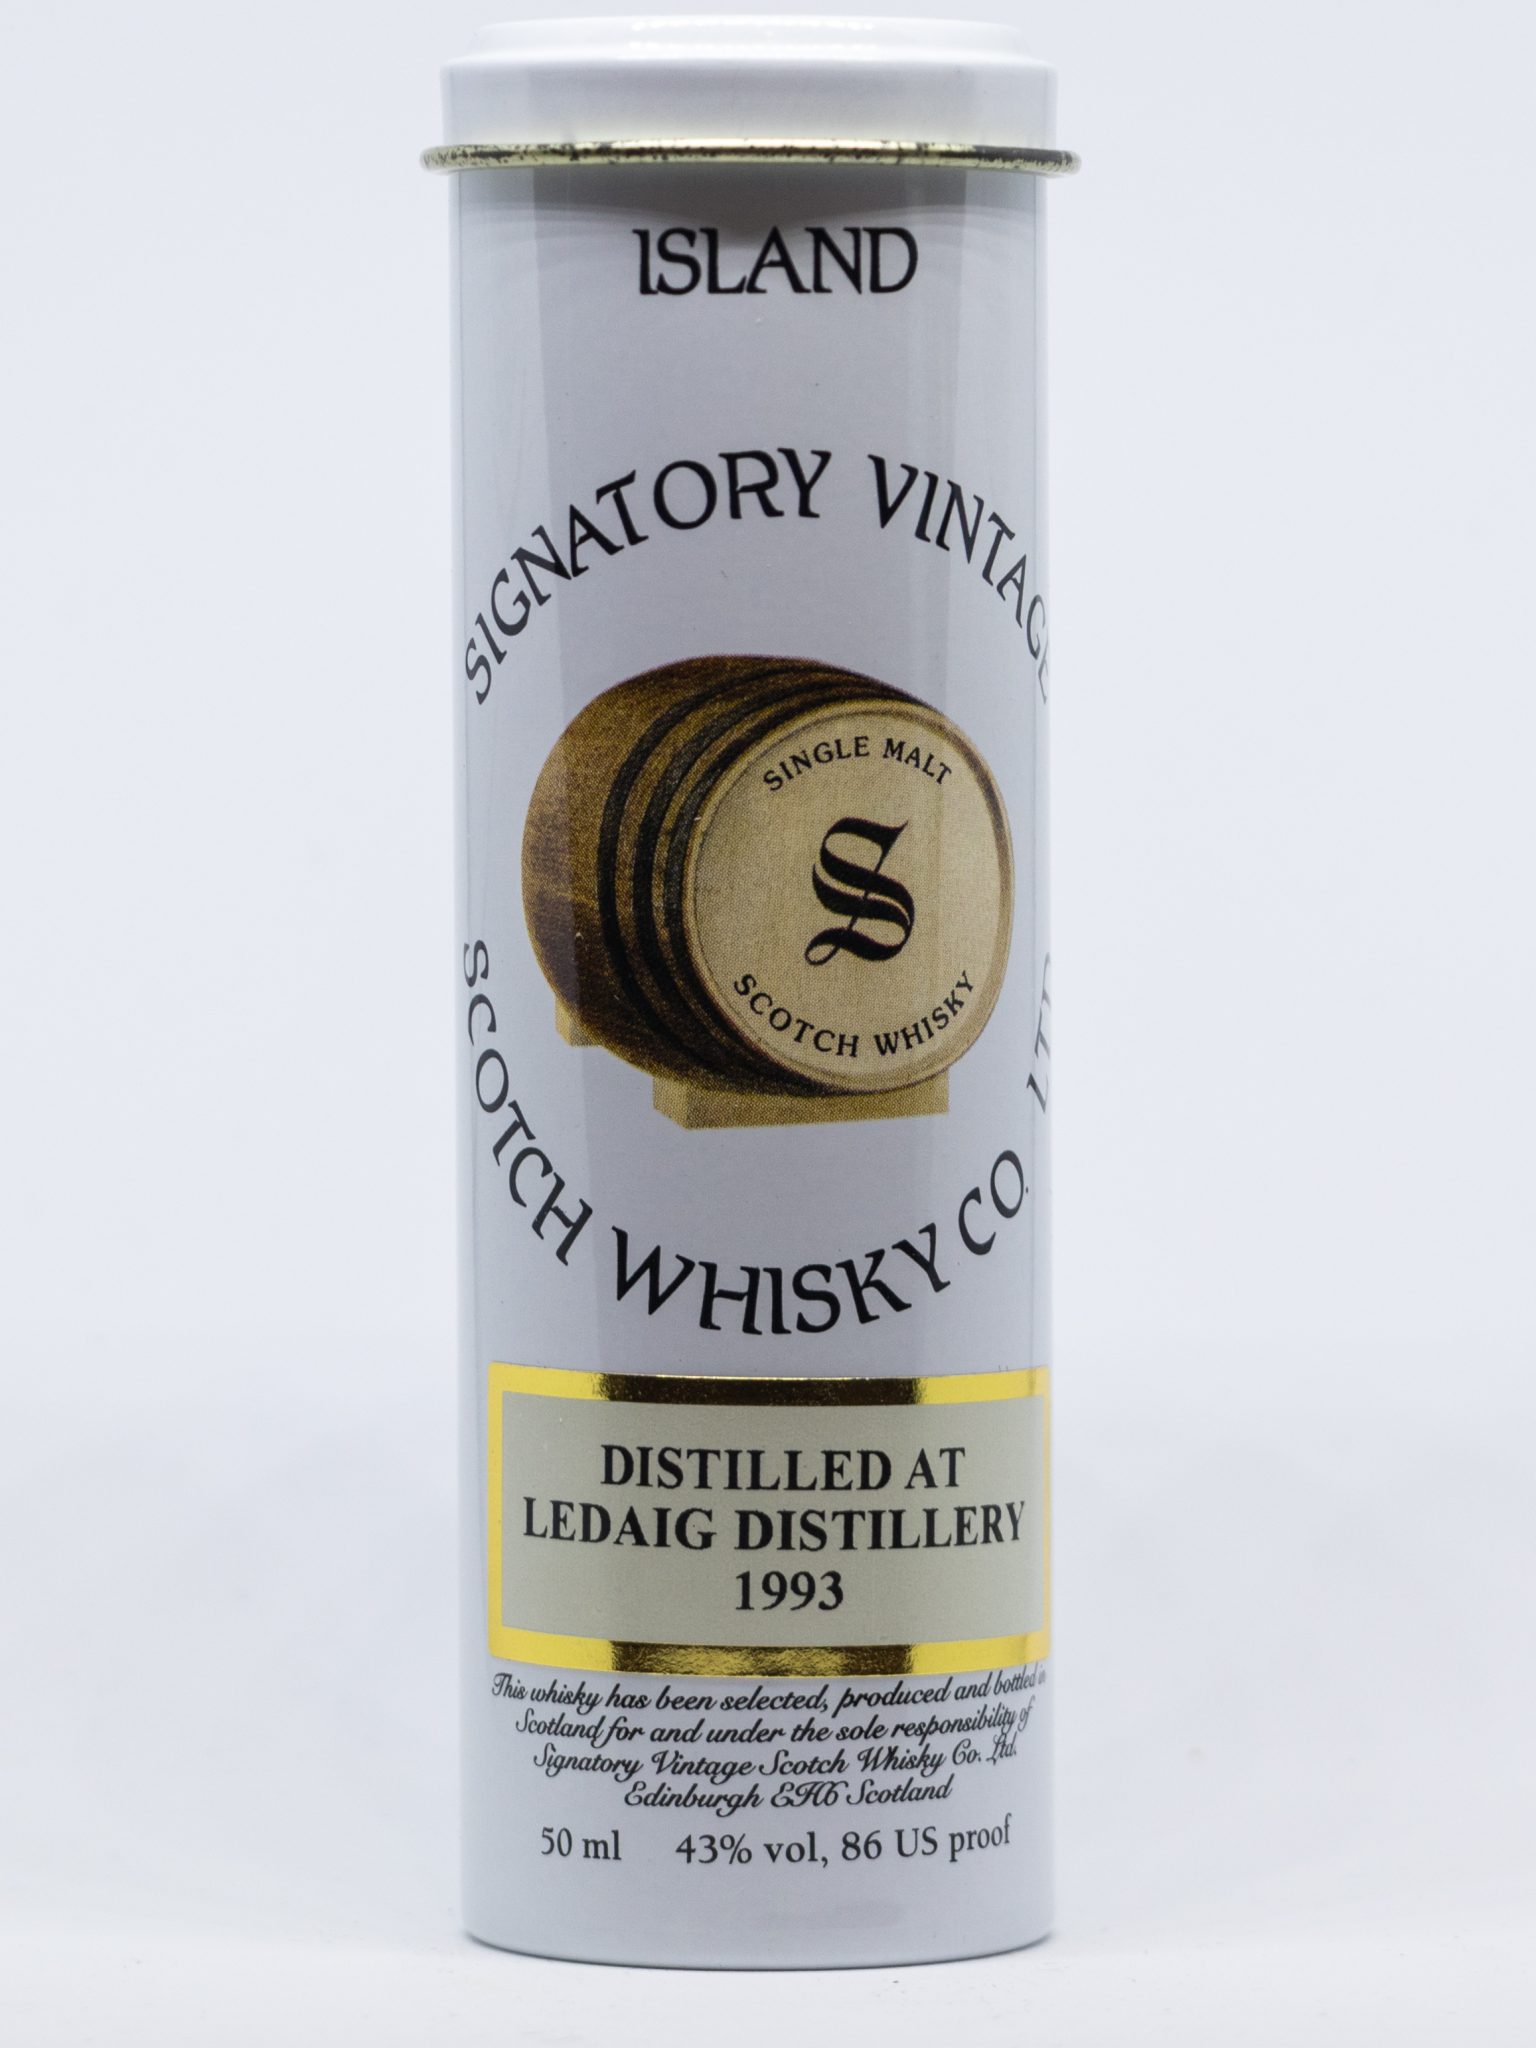 ISLAND
SIGNATORY VINTAGE
SINGLE MALT
S
SCOTCH WHISKY
SCOTCH WHISKY CO. LTD
DISTILLED AT
LEDAIG DISTILLERY
1993
This whisky has been selected, produced and bottled in
Scotland for and under the sole responsibility of
Signatory Vintage Scotch Whisky Co. Ltd.
Edinburgh EH6 Scotland
50 ml 43% vol, 86 US proof